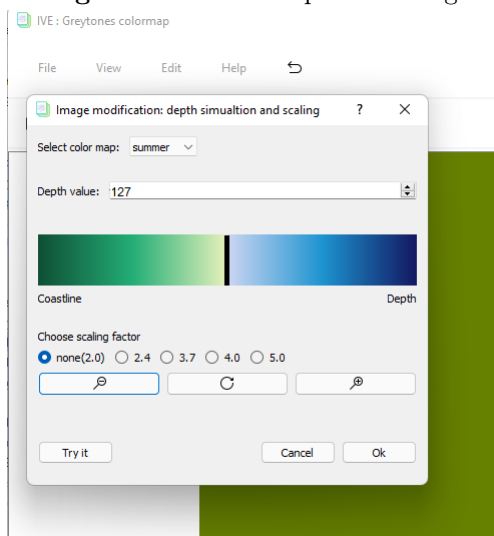 IVE : Greytones colormap
File View Edit Help
Image modification: depth simualtion and scaling ? ×
Select color map: summer
Depth value: 127
Coastline Depth
Choose scaling factor
none(2.0) 2.4 3.7 4.0 5.0
Try it Cancel Ok